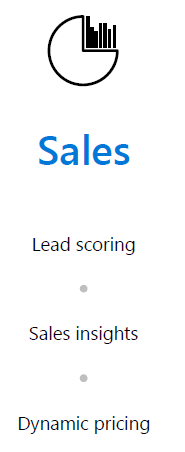 Sales
Lead scoring
Sales insights
Dynamic pricing